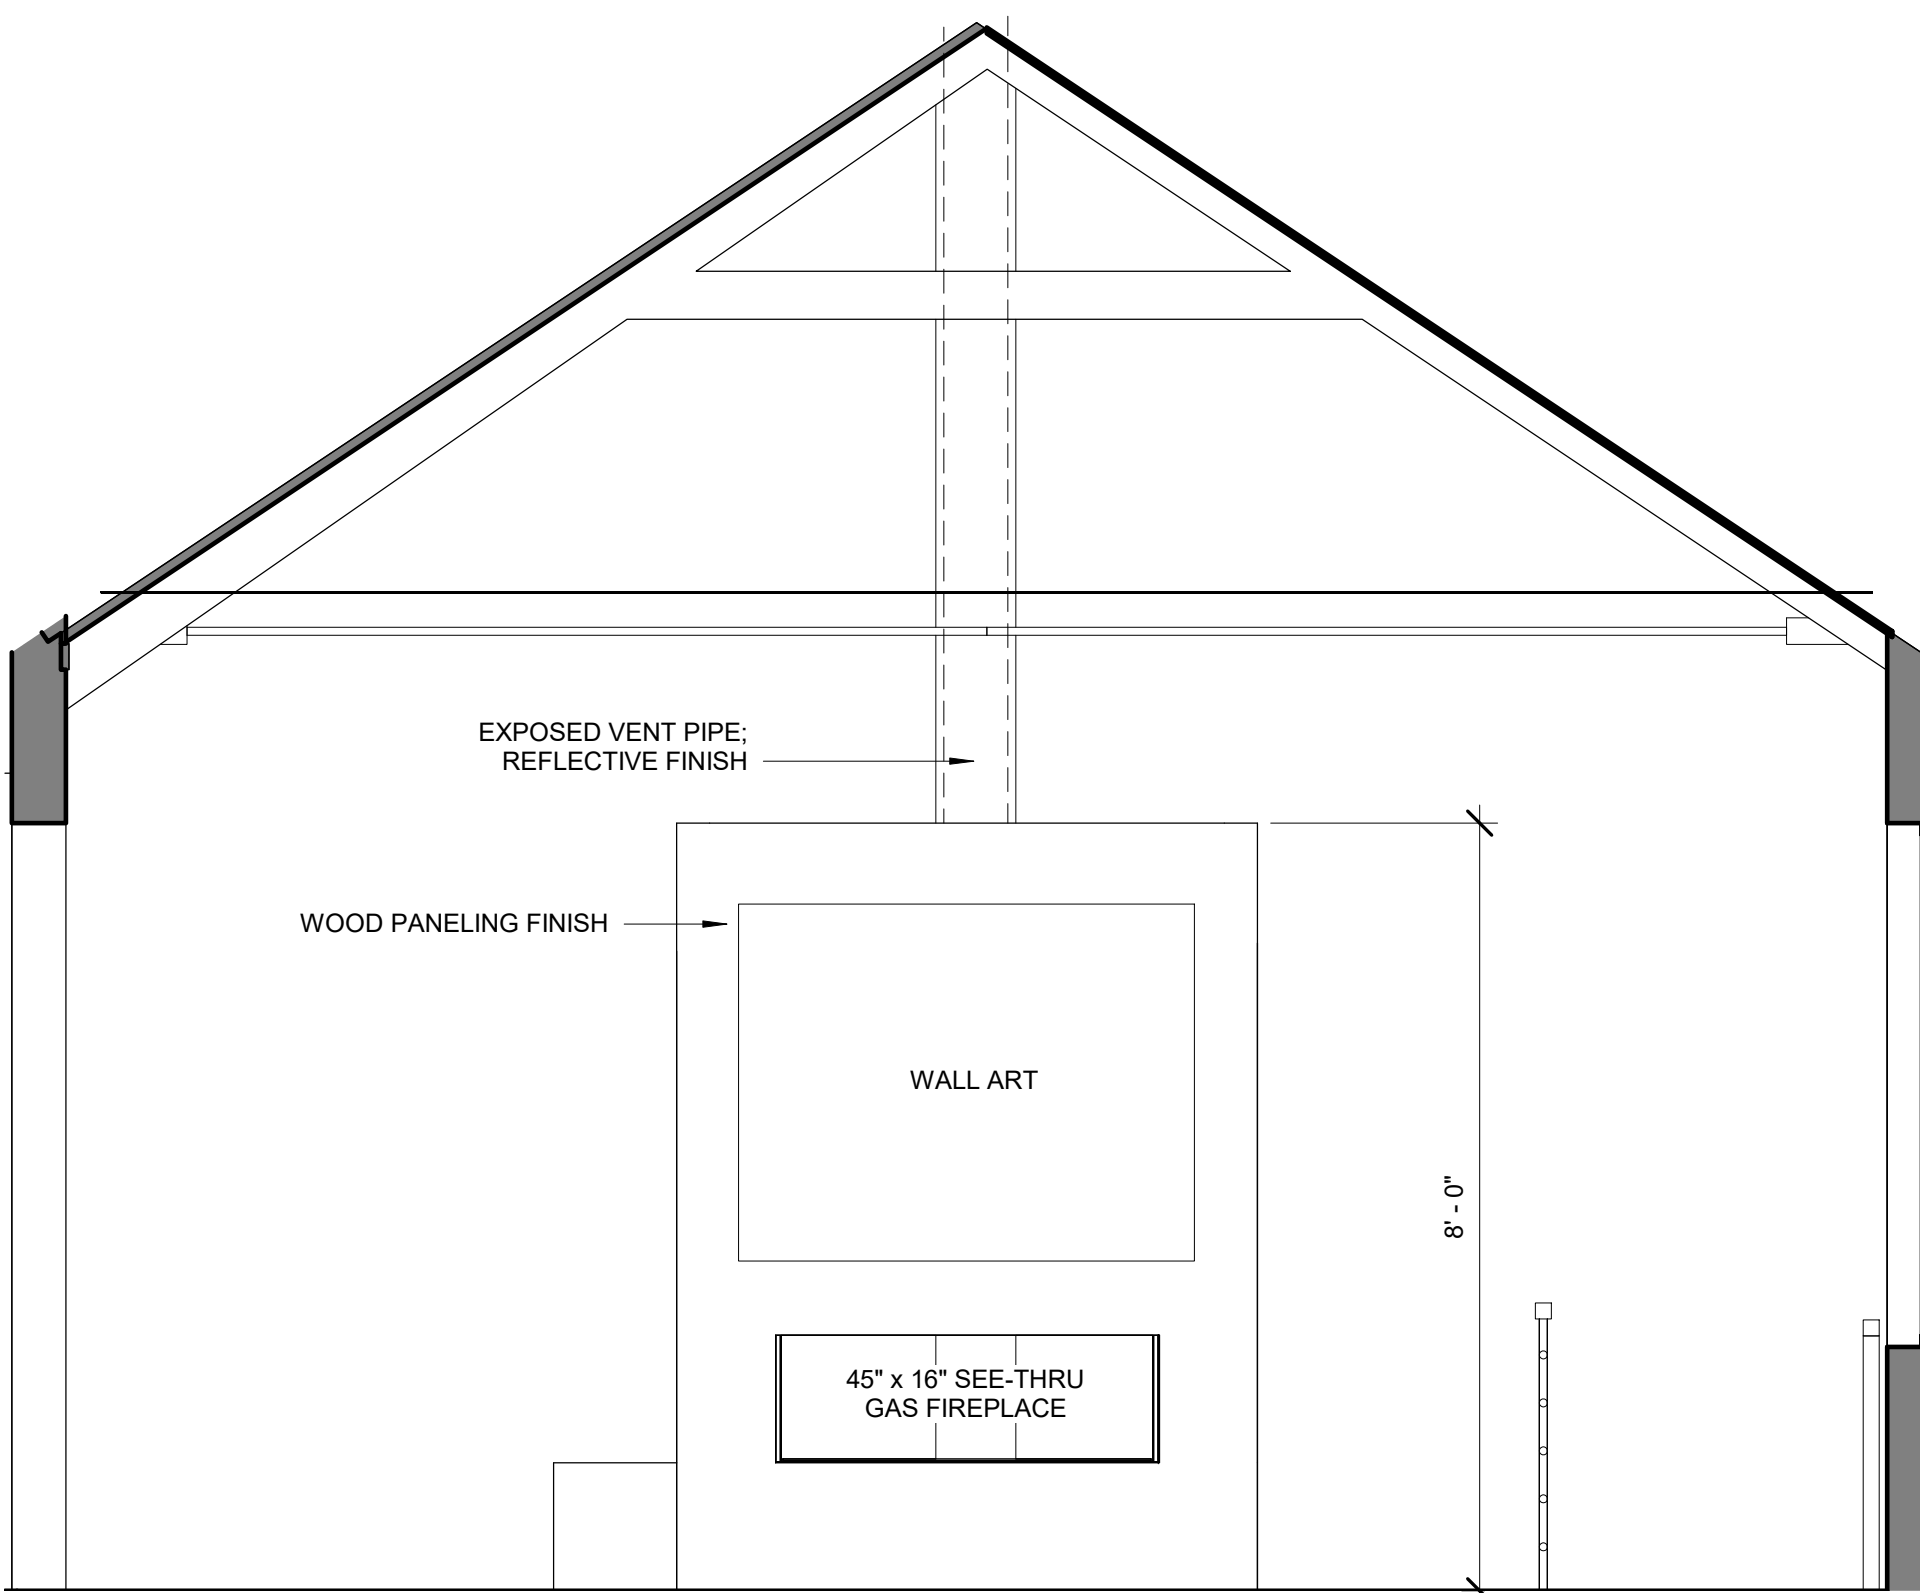 EXPOSED VENT PIPE;
REFLECTIVE FINISH
WOOD PANELING FINISH
WALL ART
8' - 0"
45" x 16" SEE-THRU
GAS FIREPLACE